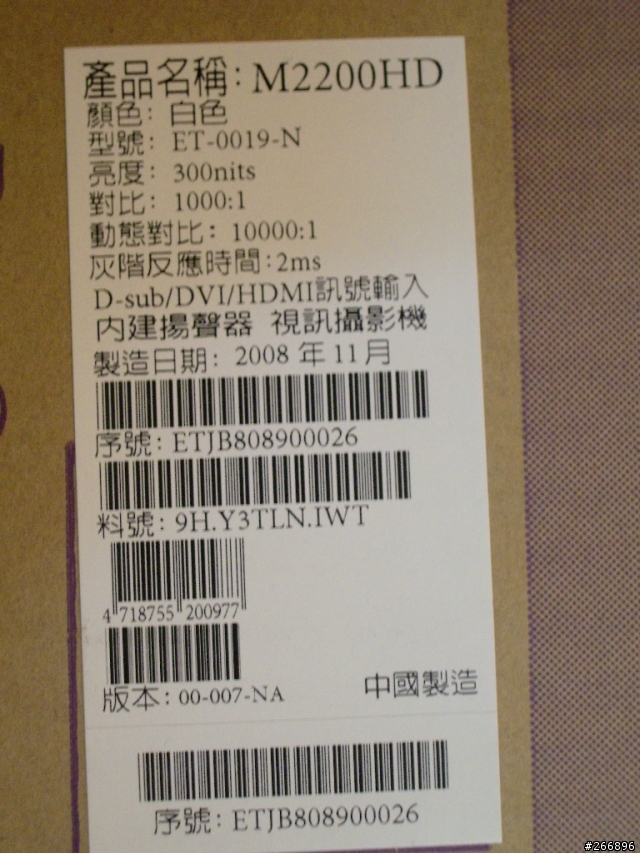 產品名稱: M2200HD
顏色: 白色
型號: ET-0019-N
亮度: 300nits
對比: 1000:1
動態對比: 10000:1
灰階反應時間:2ms
D-sub/DVI/HDMI訊號輸入
內建揚聲器 視訊攝影機
製造日期: 2008 年 11月
序號: ETJB808900026
料號: 9H.Y3TLN.IWT
4 718755 200977
版本: 00-007-NA
中國製造
序號: ETJB808900026
#266896